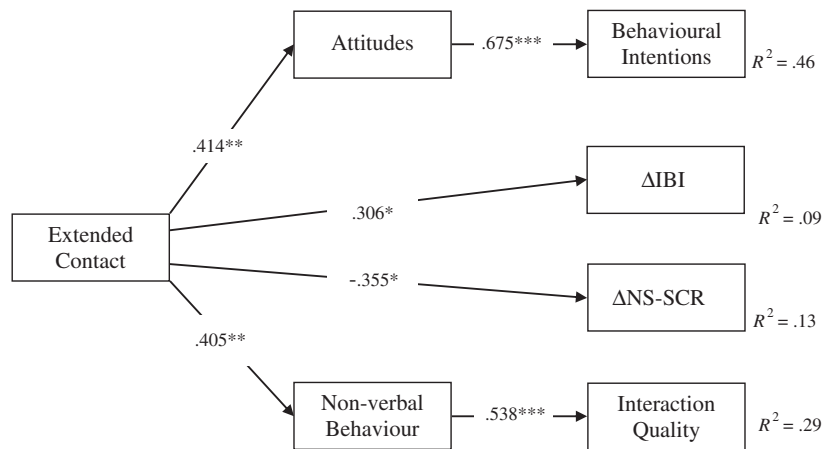 Attitudes
.675***
Behavioural
Intentions
R² = .46
.414**
ΔIBI
.306*
R² = .09
Extended
Contact
-.355*
ΔNS-SCR
R² = .13
.405**
Non-verbal
Behaviour
.538***
Interaction
Quality
R² = .29